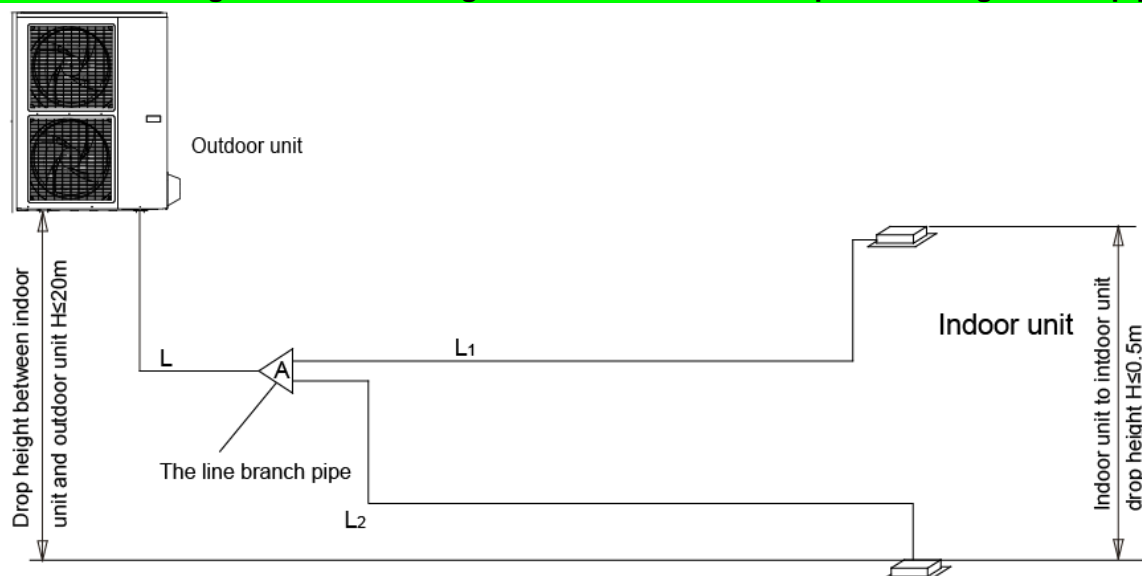 Outdoor unit
Drop height between indoor
unit and outdoor unit H≤20m
L
A
L1
The line branch pipe
L2
Indoor unit
Indoor unit to intdoor unit
drop height H≤0.5m